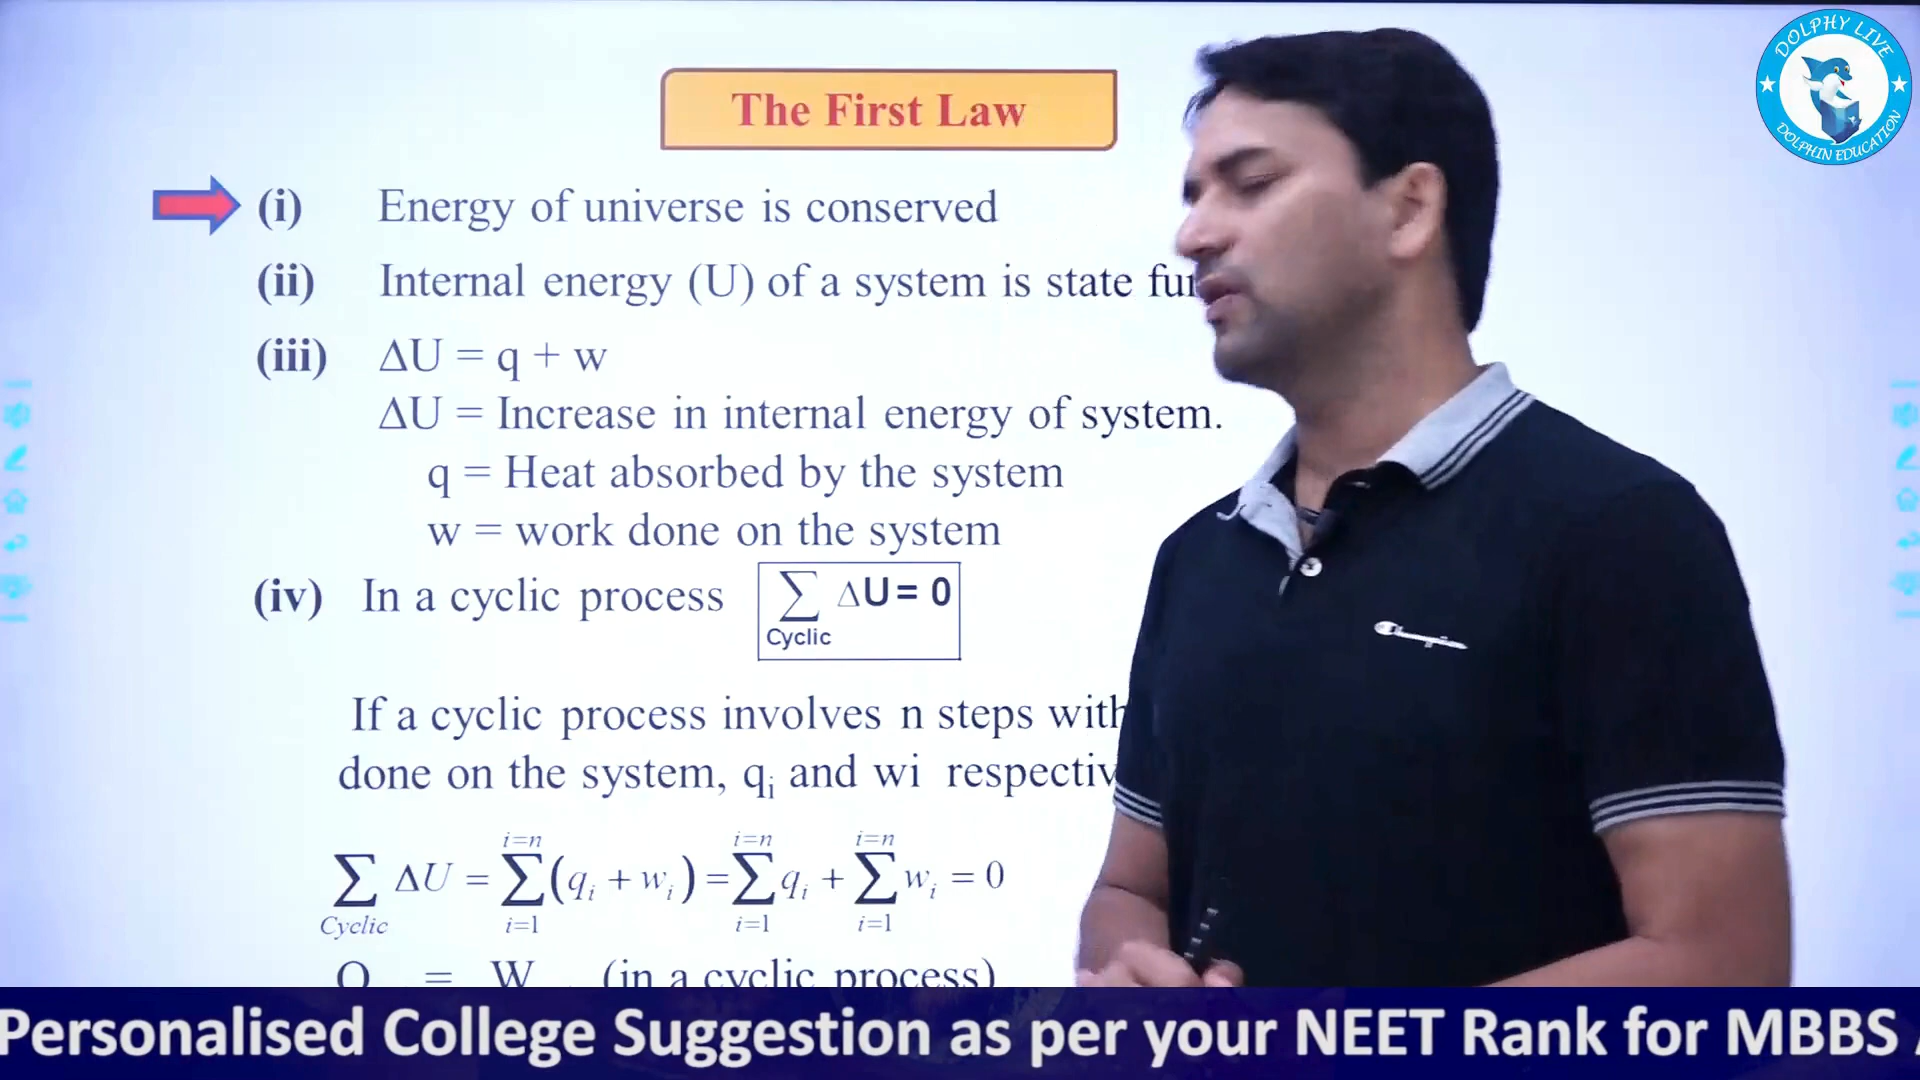 DOLPHY LIVE
DOLPHIN EDUCATION
The First Law
(i) Energy of universe is conserved
(ii) Internal energy (U) of a system is state
(iii) ΔU = q + w
ΔU = Increase in internal energy of system.
q = Heat absorbed by the system
w = work done on the system
(iv) In a cyclic process ∑ ΔU = 0
Cyclic
If a cyclic process involves n steps with
done on the system, qᵢ and wi
i=n i=n i=n
∑ ΔU = ∑(qᵢ + wᵢ) = ∑qᵢ + ∑wᵢ = 0
Cyclic i=1 i=1 i=1
Q = W (in a cyclic process)
Personalised College Suggestion as per your NEET Rank for MBBS